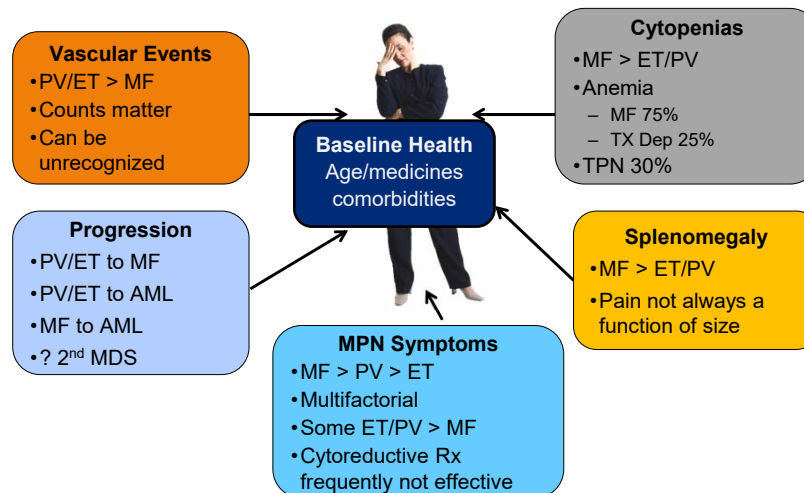 Vascular Events
•PV/ET > MF
•Counts matter
•Can be
unrecognized
Cytopenias
•MF > ET/PV
•Anemia
– MF 75%
– TX Dep 25%
•TPN 30%
Baseline Health
Age/medicines
comorbidities
Progression
•PV/ET to MF
•PV/ET to AML
•MF to AML
•? 2nd MDS
Splenomegaly
•MF > ET/PV
•Pain not always a
function of size
MPN Symptoms
•MF > PV > ET
•Multifactorial
•Some ET/PV > MF
•Cytoreductive Rx
frequently not effective